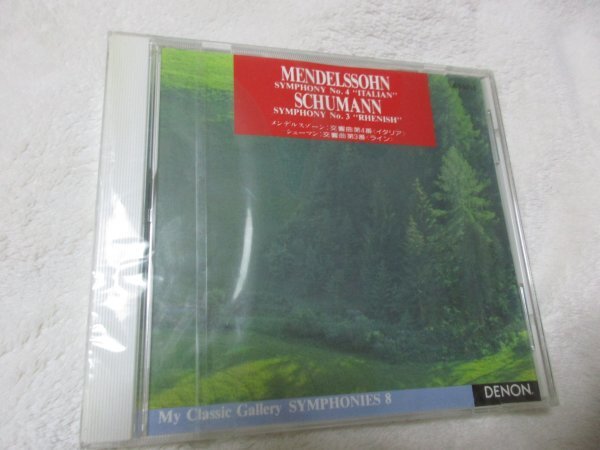 MENDELSSOHN
SYMPHONY No. 4 "ITALIAN"
SCHUMANN
SYMPHONY No. 3 "RHENISH"
メンデルスゾーン:交響曲第4番〈イタリア〉
シューマン:交響曲第3番〈ライン〉
My Classic Gallery SYMPHONIES 8
DENON